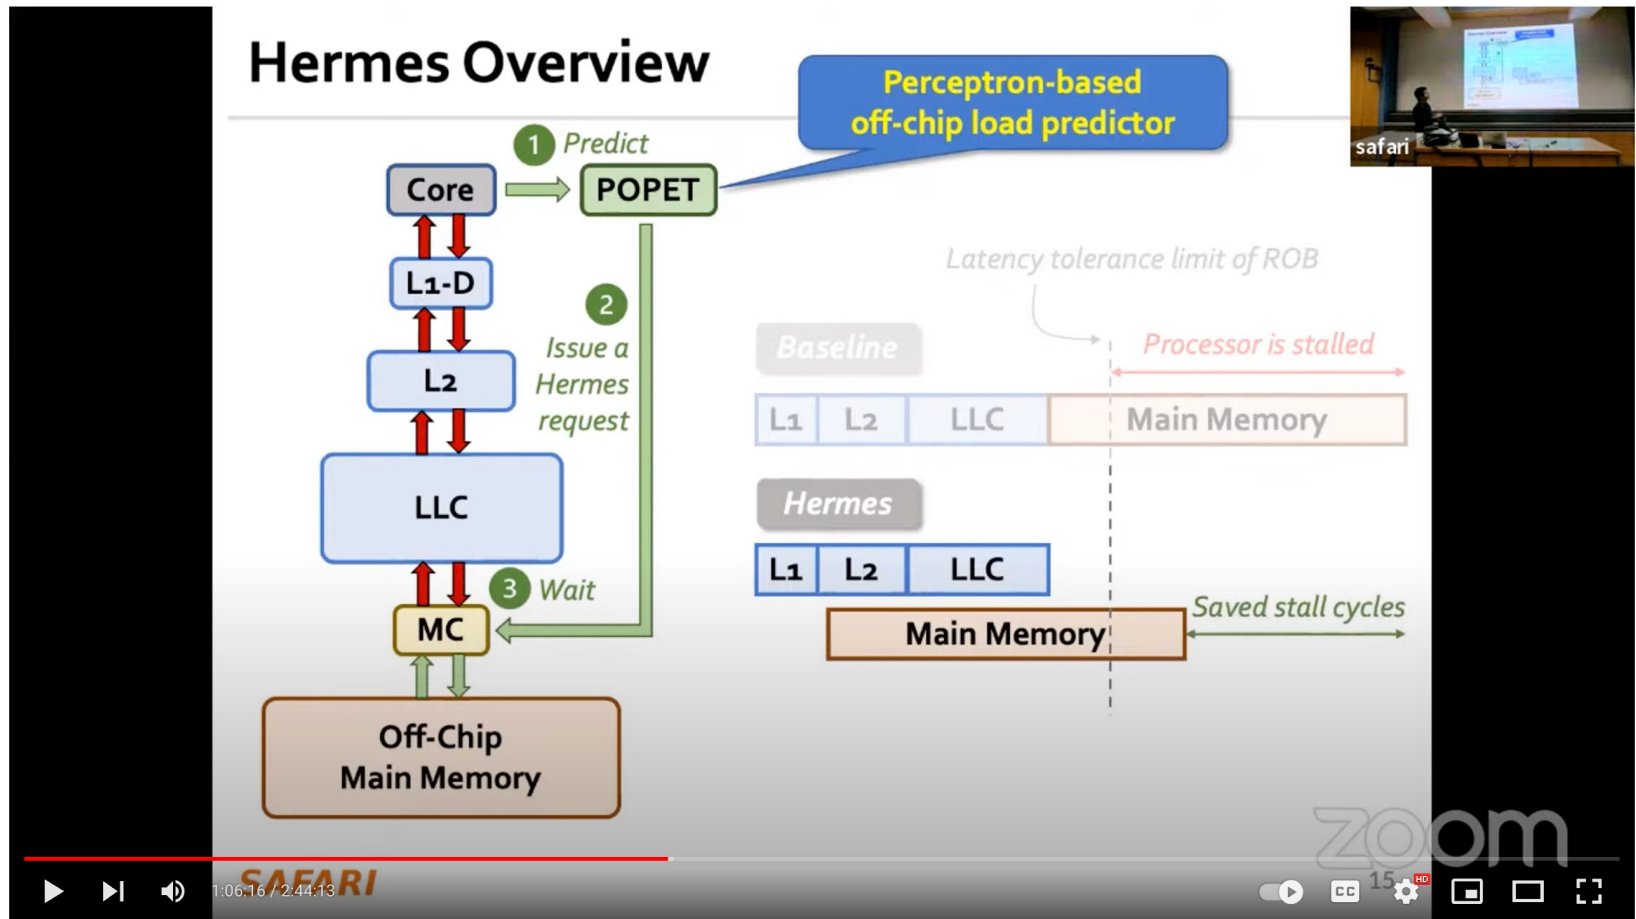 Hermes Overview
Perceptron-based
off-chip load predictor
safari
1 Predict
Core
POPET
L1-D
2
Issue a
Hermes
request
L2
LLC
3 Wait
MC
Off-Chip
Main Memory
Latency tolerance limit of ROB
Baseline
Processor is stalled
L1 L2 LLC Main Memory
Hermes
L1 L2 LLC
Saved stall cycles
Main Memory
zoom
SAFARI
15
1:06:16 / 2:44:13
CC
HD